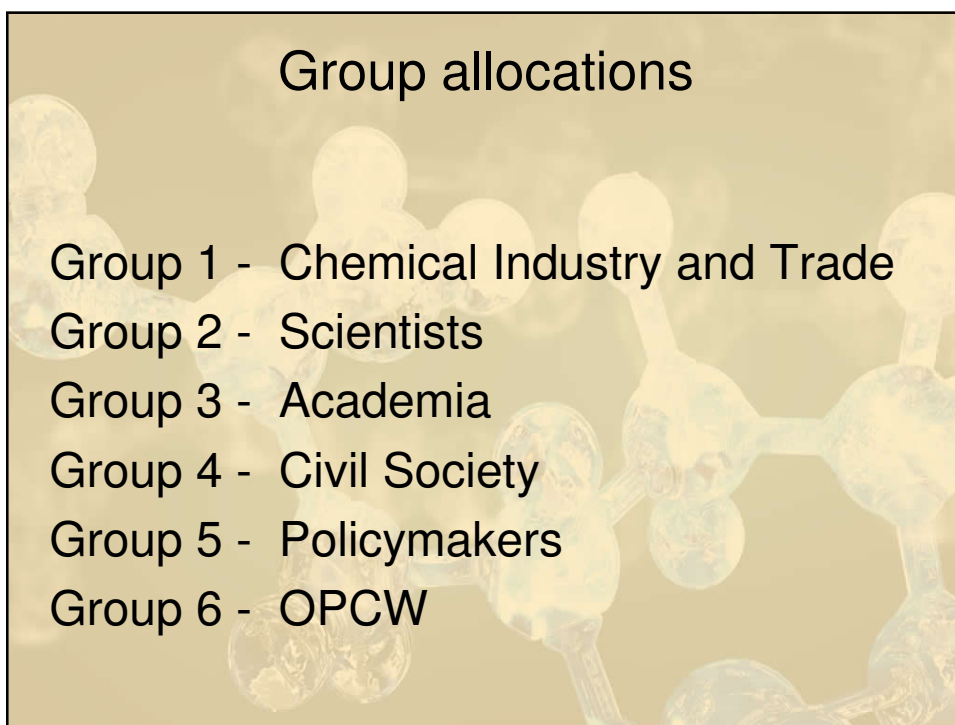 Group allocations
Group 1 - Chemical Industry and Trade
Group 2 - Scientists
Group 3 - Academia
Group 4 - Civil Society
Group 5 - Policymakers
Group 6 - OPCW